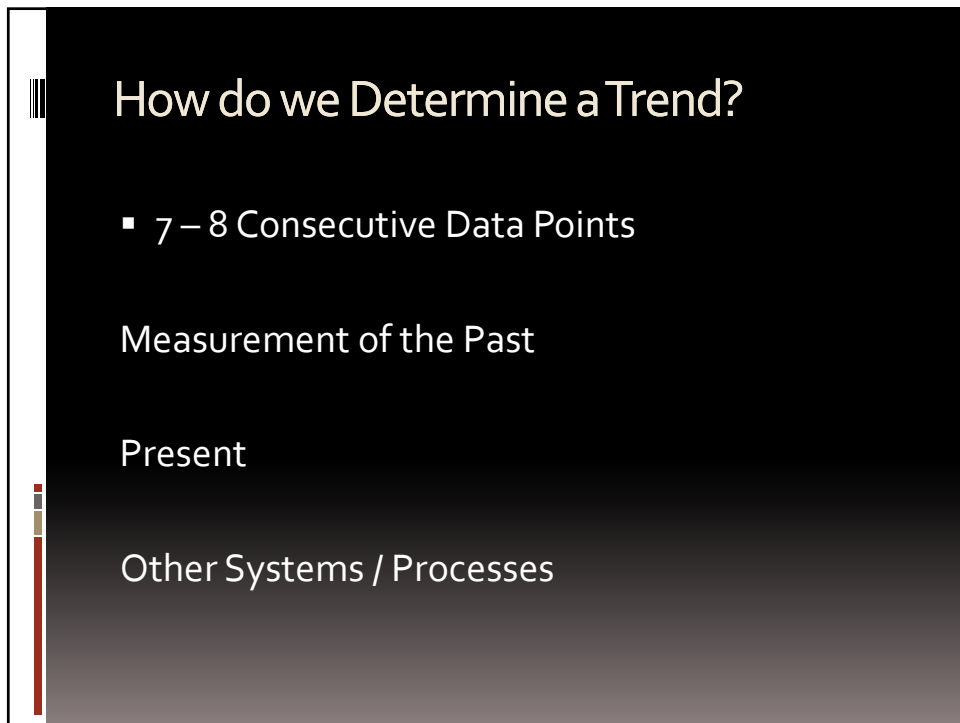 How do we Determine a Trend?
▪ 7 – 8 Consecutive Data Points
Measurement of the Past
Present
Other Systems / Processes